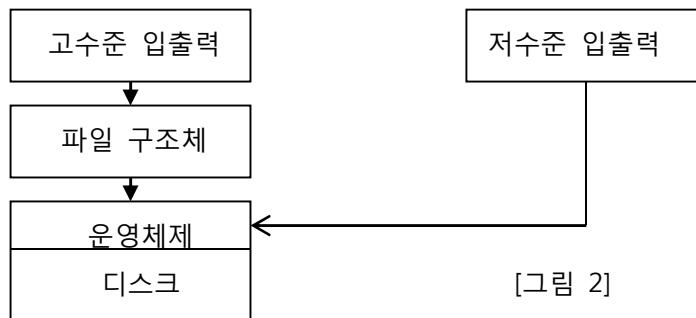 고수준 입출력
저수준 입출력
파일 구조체
운영체제
디스크
[그림 2]